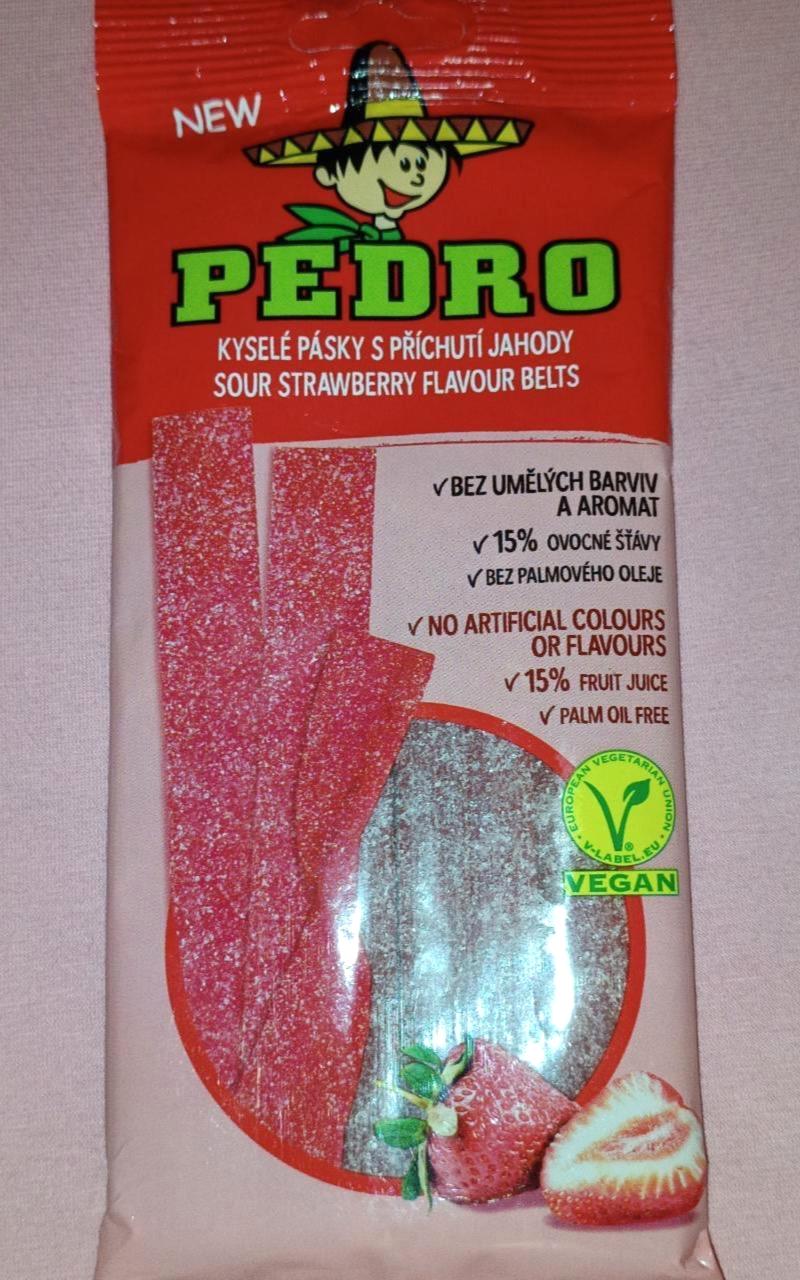 NEW
PEDRO
KYSELÉ PÁSKY S PŘÍCHUTÍ JAHODY
SOUR STRAWBERRY FLAVOUR BELTS
✓BEZ UMĚLÝCH BARVIV
A AROMAT
✓15% OVOCNÉ ŠŤÁVY
✓BEZ PALMOVÉHO OLEJE
✓NO ARTIFICIAL COLOURS
OR FLAVOURS
✓15% FRUIT JUICE
✓PALM OIL FREE
EUROPEAN VEGETARIAN UNION
• V-LABEL.EU •
®
VEGAN